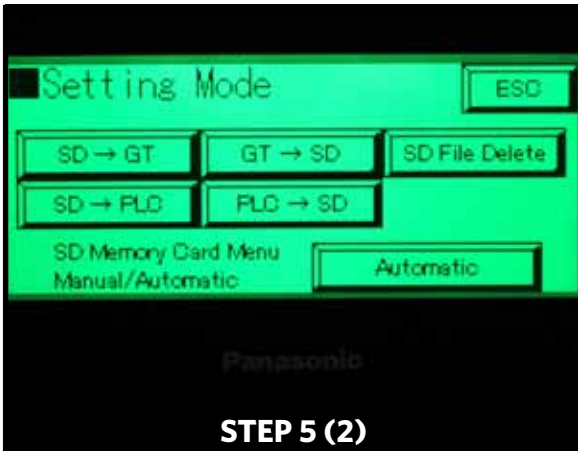 ■Setting Mode
ESC
SD → GT
GT → SD
SD File Delete
SD → PLC
PLC → SD
SD Memory Card Menu
Manual/Automatic
Automatic
Panasonic
STEP 5 (2)